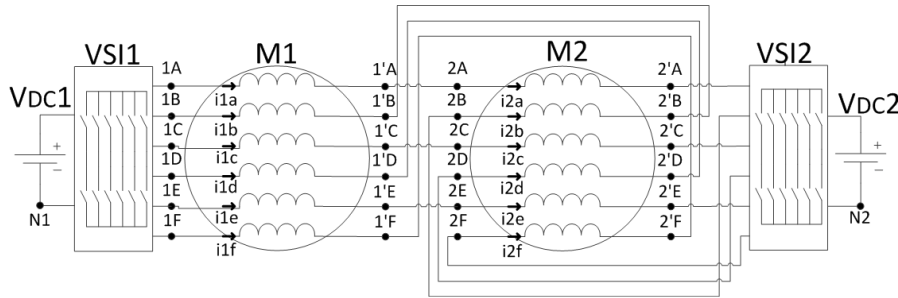 VSI1
M1
M2
VSI2
VDC1
VDC2
1A
1B
1C
1D
1E
1F
i1a
i1b
i1c
i1d
i1e
i1f
1'A
1'B
1'C
1'D
1'E
1'F
2A
2B
2C
2D
2E
2F
i2a
i2b
i2c
i2d
i2e
i2f
2'A
2'B
2'C
2'D
2'E
2'F
+
-
+
-
N1
N2